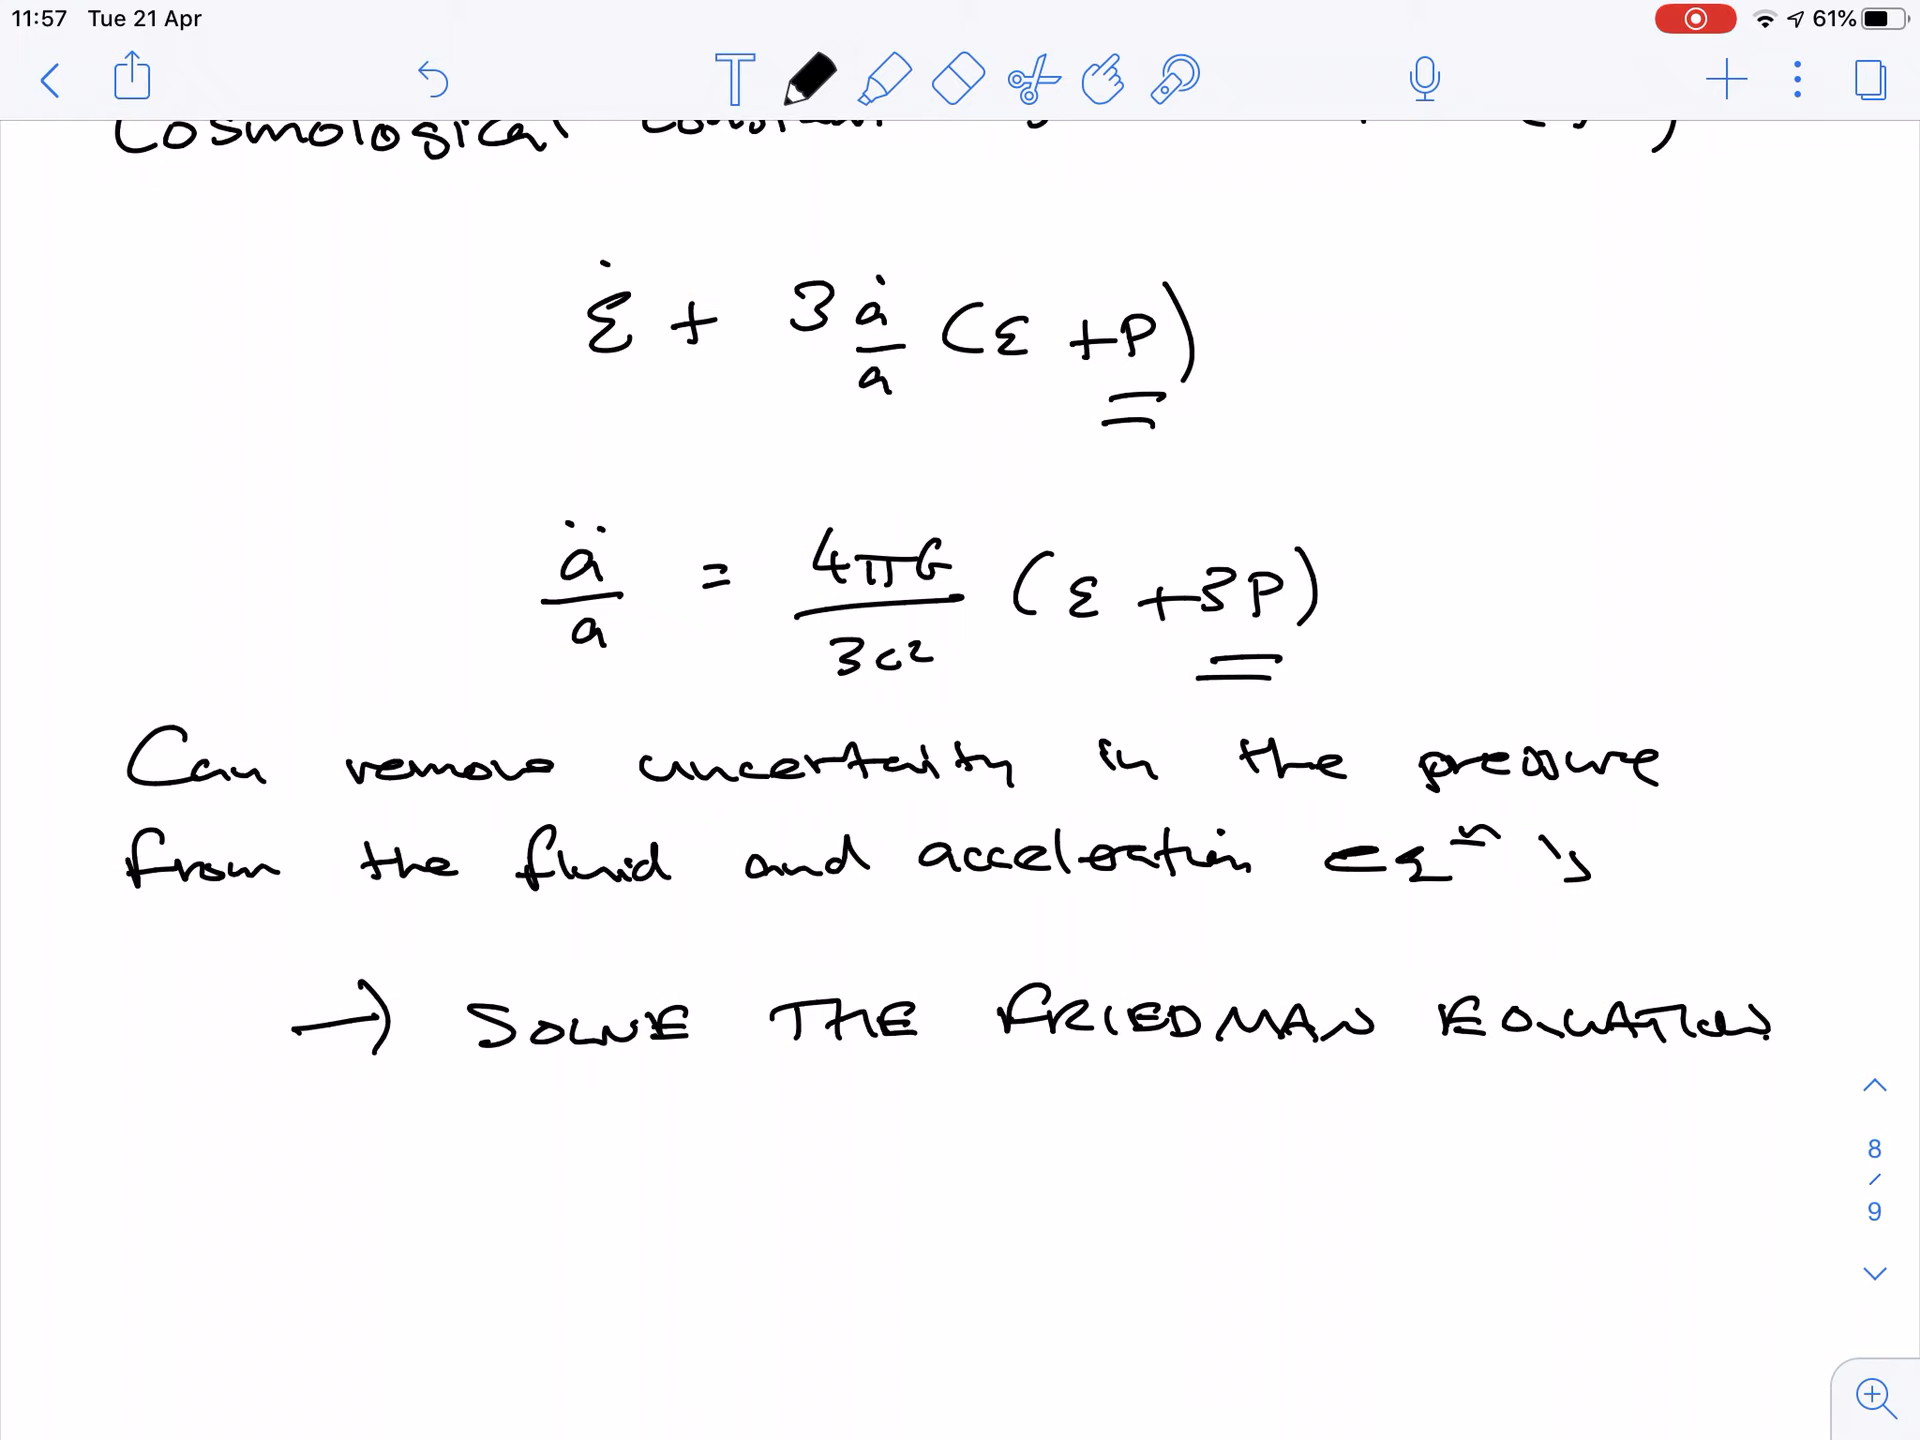 11:57 Tue 21 Apr 61%
T
Cosmological
ε̇ + 3 ȧ/a (ε + P)
ä/a = 4πG/3c² (ε + 3P)
Can remove uncertainty in the pressure
from the fluid and acceleration eqⁿ's
→ SOLVE THE FRIEDMAN EQUATION
8
/
9